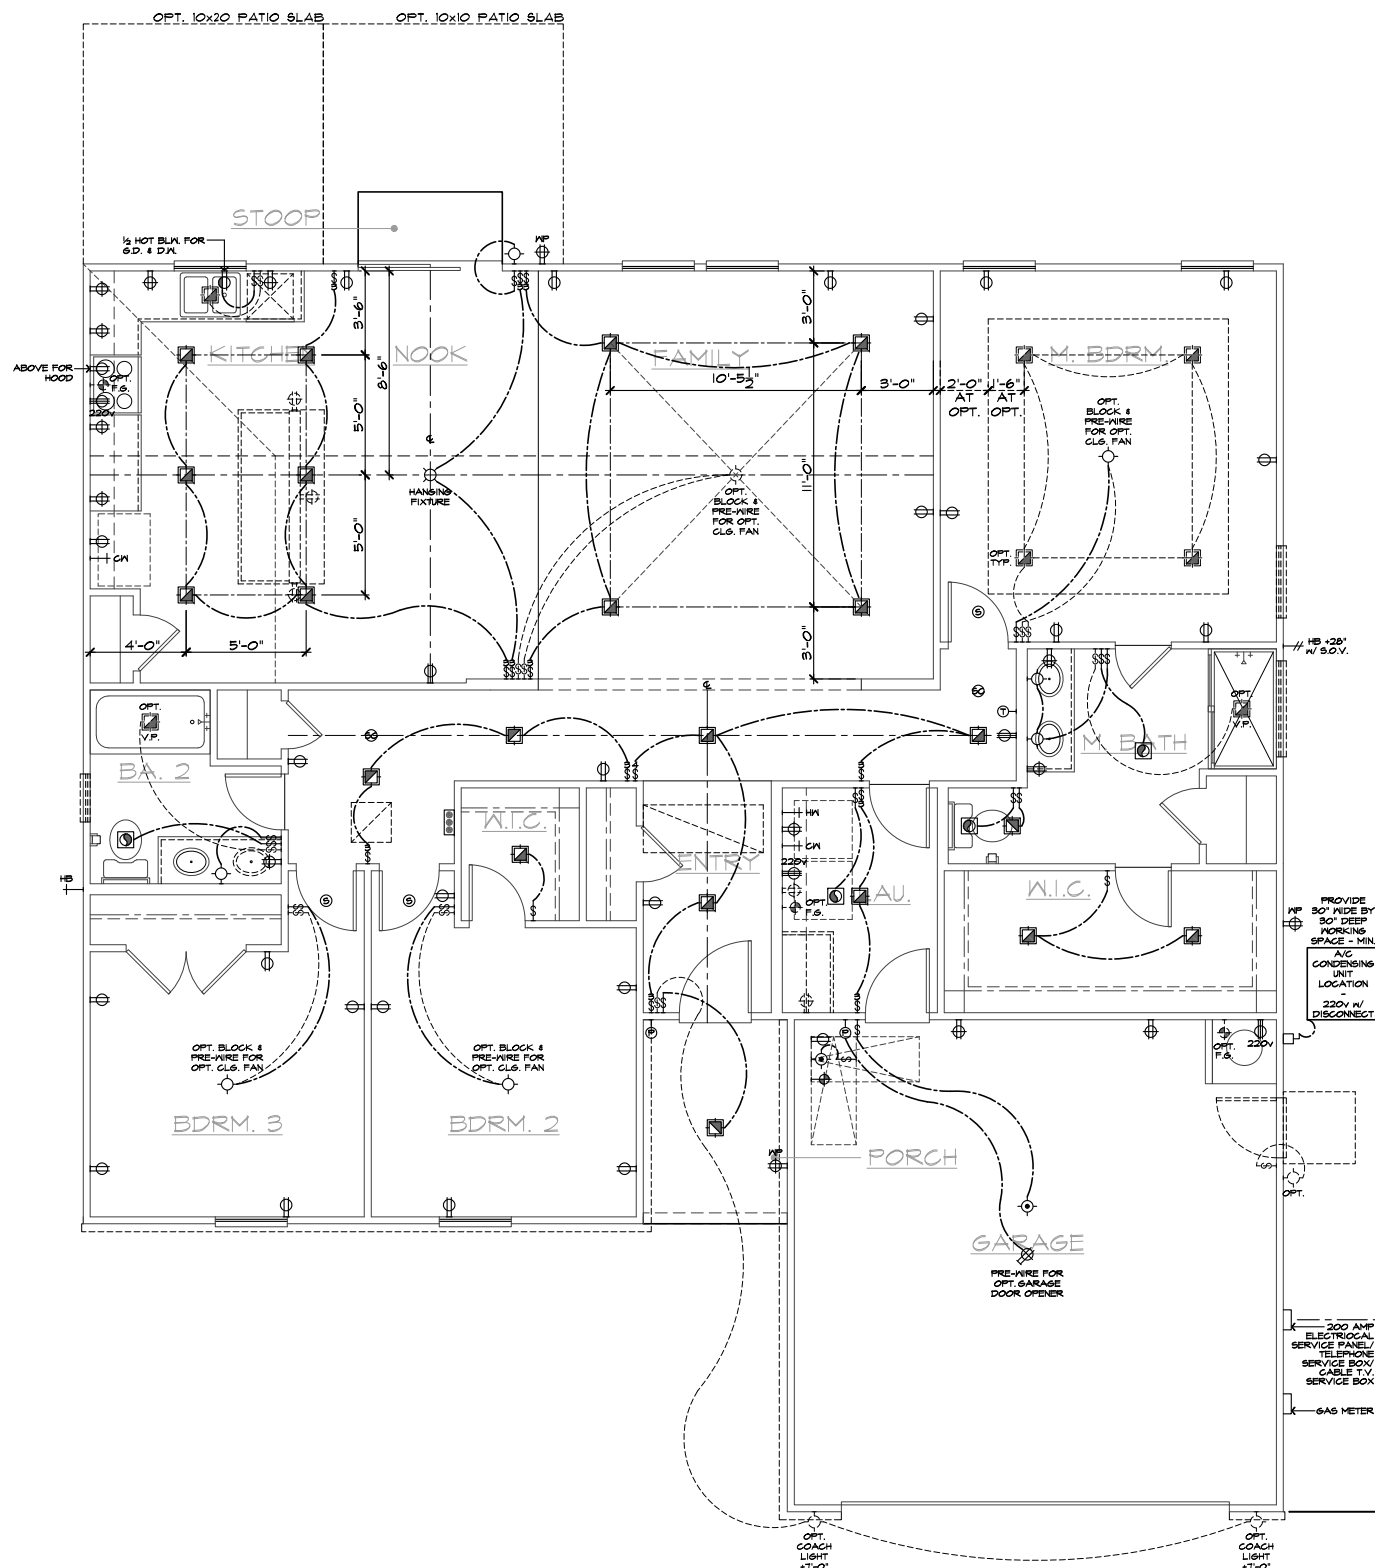 OPT. 10x20 PATIO SLAB
OPT. 10x10 PATIO SLAB
STOOP
½ HOT BLW. FOR
G.D. & D.W.
WP
ABOVE FOR
HOOD
OPT.
F.G.
220v
KITCHE
NOOK
FAMILY
M. BDRM.
3'-6"
8'-6"
5'-0"
5'-0"
4'-0"
5'-0"
3'-0"
10'-5½"
3'-0"
2'-0"
AT
OPT.
1'-6"
AT
OPT.
11'-0"
3'-0"
HANGING
FIXTURE
OPT.
BLOCK &
PRE-WIRE
FOR OPT.
CLG. FAN
OPT.
BLOCK &
PRE-WIRE
FOR OPT.
CLG. FAN
OPT.
TYP.
CW
HB +28"
W/ S.O.V.
OPT.
V.P.
BA. 2
M. BATH
OPT.
V.P.
HB
W.I.C.
ENTRY
HW
CW
220v
OPT.
F.G.
AU.
W.I.C.
WP
PROVIDE
30" WIDE BY
30" DEEP
WORKING
SPACE - MIN.
A/C
CONDENSING
UNIT
LOCATION
-
220v W/
DISCONNECT
OPT.
F.G.
220v
OPT. BLOCK &
PRE-WIRE FOR
OPT. CLG. FAN
OPT. BLOCK &
PRE-WIRE FOR
OPT. CLG. FAN
BDRM. 3
BDRM. 2
WP
PORCH
OPT.
GARAGE
PRE-WIRE FOR
OPT. GARAGE
DOOR OPENER
200 AMP
ELECTRIOCAL
SERVICE PANEL/
TELEPHONE
SERVICE BOX/
CABLE T.V.
SERVICE BOX
GAS METER
OPT.
COACH
LIGHT
+7'-0"
OPT.
COACH
LIGHT
+7'-0"